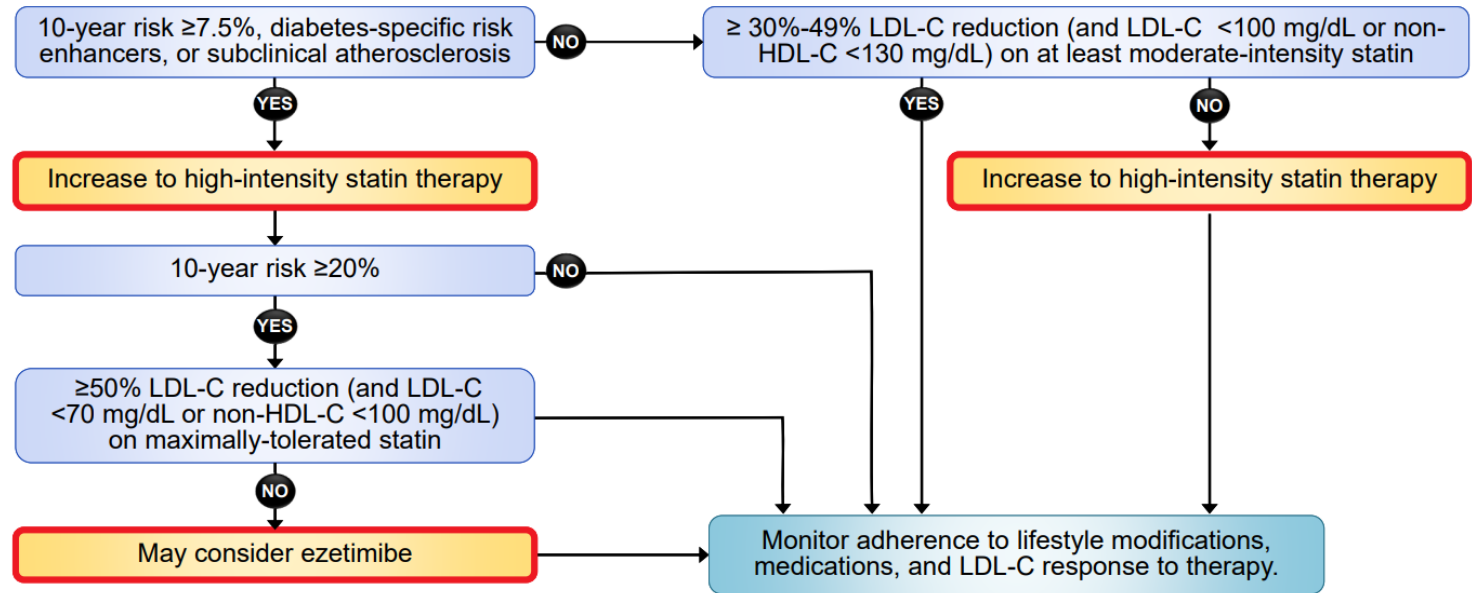 10-year risk ≥7.5%, diabetes-specific risk
enhancers, or subclinical atherosclerosis
NO
≥ 30%-49% LDL-C reduction (and LDL-C <100 mg/dL or non-
HDL-C <130 mg/dL) on at least moderate-intensity statin
YES
YES
NO
Increase to high-intensity statin therapy
Increase to high-intensity statin therapy
10-year risk ≥20%
NO
YES
≥50% LDL-C reduction (and LDL-C
<70 mg/dL or non-HDL-C <100 mg/dL)
on maximally-tolerated statin
NO
May consider ezetimibe
Monitor adherence to lifestyle modifications,
medications, and LDL-C response to therapy.